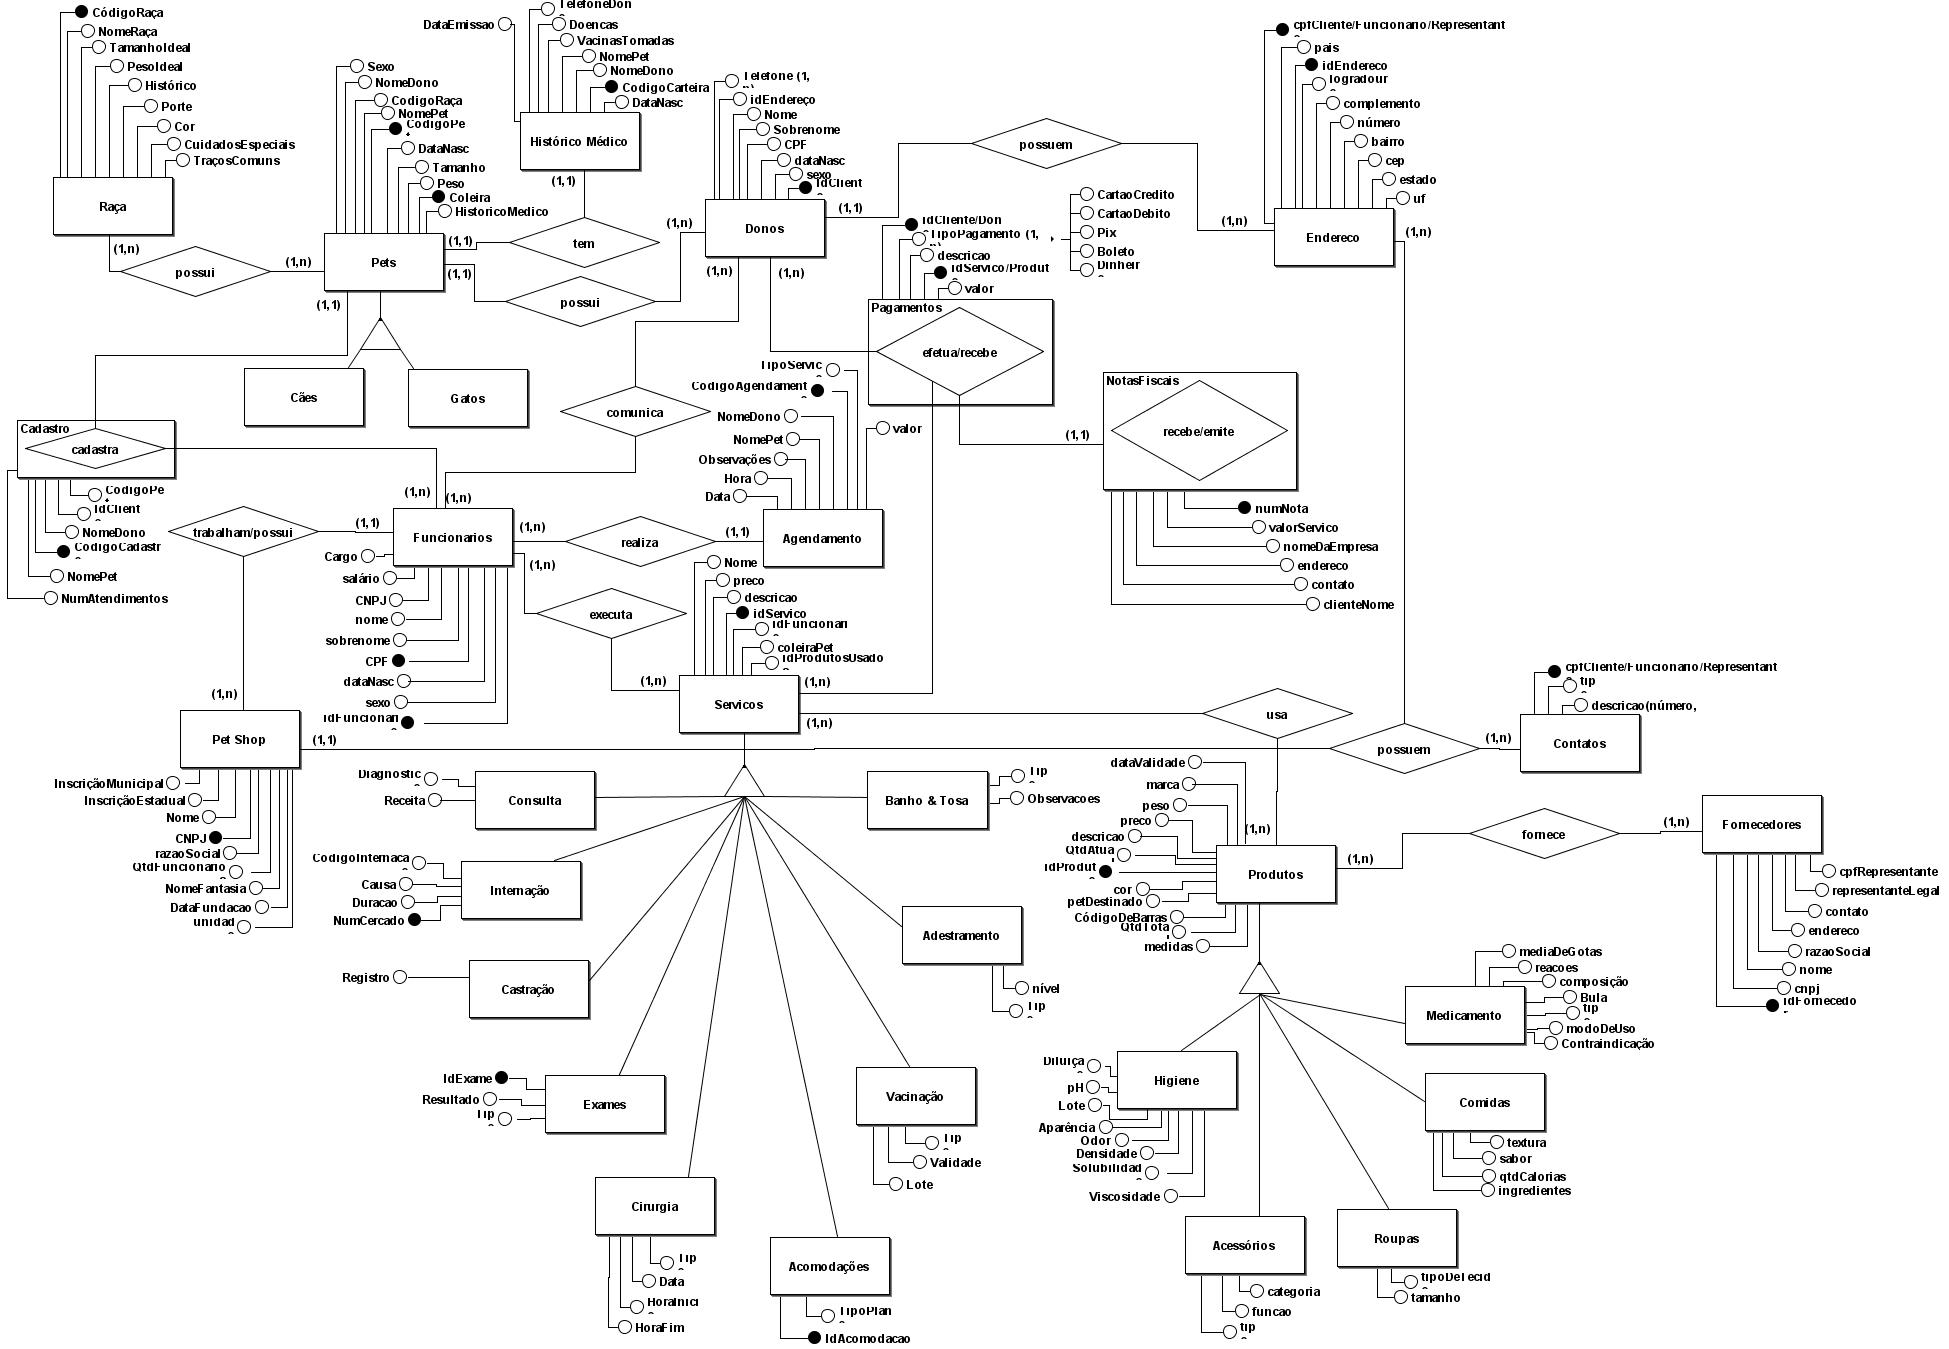 CódigoRaça
NomeRaça
TamanhoIdeal
PesoIdeal
Histórico
Porte
Cor
CuidadosEspeciais
TraçosComuns
Raça
(1,n)
possui
(1,n)
Sexo
NomeDono
CodigoRaça
NomePet
CodigoPe
DataNasc
Tamanho
Peso
Coleira
HistoricoMedico
Pets
(1,1)
(1,1)
(1,1)
Cães
Gatos
DataEmissao
TelefoneDon
Doencas
VacinasTomadas
NomePet
NomeDono
CodigoCarteira
DataNasc
Histórico Médico
(1,1)
tem
possui
(1,n)
Telefone (1,
n)
idEndereço
Nome
Sobrenome
CPF
dataNasc
sexo
IdClient
Donos
(1,1)
(1,n)
(1,n)
possuem
(1,n)
cpfCliente/Funcionario/Representant
pais
idEndereco
logradour
complemento
número
bairro
cep
estado
uf
Endereco
(1,n)
idCliente/Don
TipoPagamento (1,
n)
descricao
idServico/Produt
valor
CartaoCredito
CartaoDebito
Pix
Boleto
Dinheir
Pagamentos
efetua/recebe
NotasFiscais
recebe/emite
(1,1)
numNota
valorServico
nomeDaEmpresa
endereco
contato
clienteNome
comunica
TipoServic
CodigoAgendament
NomeDono
NomePet
Observações
Hora
Data
valor
Agendamento
Cadastro
cadastra
CodigoPe
IdClient
NomeDono
CodigoCadastr
NomePet
NumAtendimentos
trabalham/possui
(1,1)
(1,n)
(1,n)
Funcionarios
(1,n)
realiza
(1,1)
(1,n)
executa
Cargo
salário
CNPJ
nome
sobrenome
CPF
dataNasc
sexo
idFuncionari
Nome
preco
descricao
idServico
idFuncionari
coleiraPet
idProdutosUsado
Servicos
(1,n)
(1,n)
(1,n)
usa
(1,n)
Pet Shop
(1,1)
InscriçãoMunicipal
InscriçãoEstadual
Nome
CNPJ
razaoSocial
QtdFuncionario
NomeFantasia
DataFundacao
unidad
possuem
(1,n)
cpfCliente/Funcionario/Representant
tip
descricao(número,
Contatos
Diagnostic
Receita
Consulta
Banho & Tosa
Tip
Observacoes
CodigoInternaca
Causa
Duracao
NumCercado
Internação
Registro
Castração
Adestramento
nível
Tip
IdExame
Resultado
Tip
Exames
Vacinação
Tip
Validade
Lote
Cirurgia
Tip
Data
HoraInici
HoraFim
Acomodações
TipoPlan
IdAcomodacao
dataValidade
marca
peso
preco
descricao
QtdAtua
idProdut
cor
petDestinado
CódigoDeBarras
QtdTota
medidas
(1,n)
Produtos
(1,n)
fornece
(1,n)
Fornecedores
cpfRepresentante
representanteLegal
contato
endereco
razaoSocial
nome
cnpj
idFornecedo
mediaDeGotas
reacoes
composição
Bula
tip
modoDeUso
Contraindicação
Medicamento
Diluiçã
pH
Lote
Aparência
Odor
Densidade
Solubilidad
Viscosidade
Higiene
Comidas
textura
sabor
qtdCalorias
ingredientes
Acessórios
categoria
funcao
tip
Roupas
tipoDeTecid
tamanho